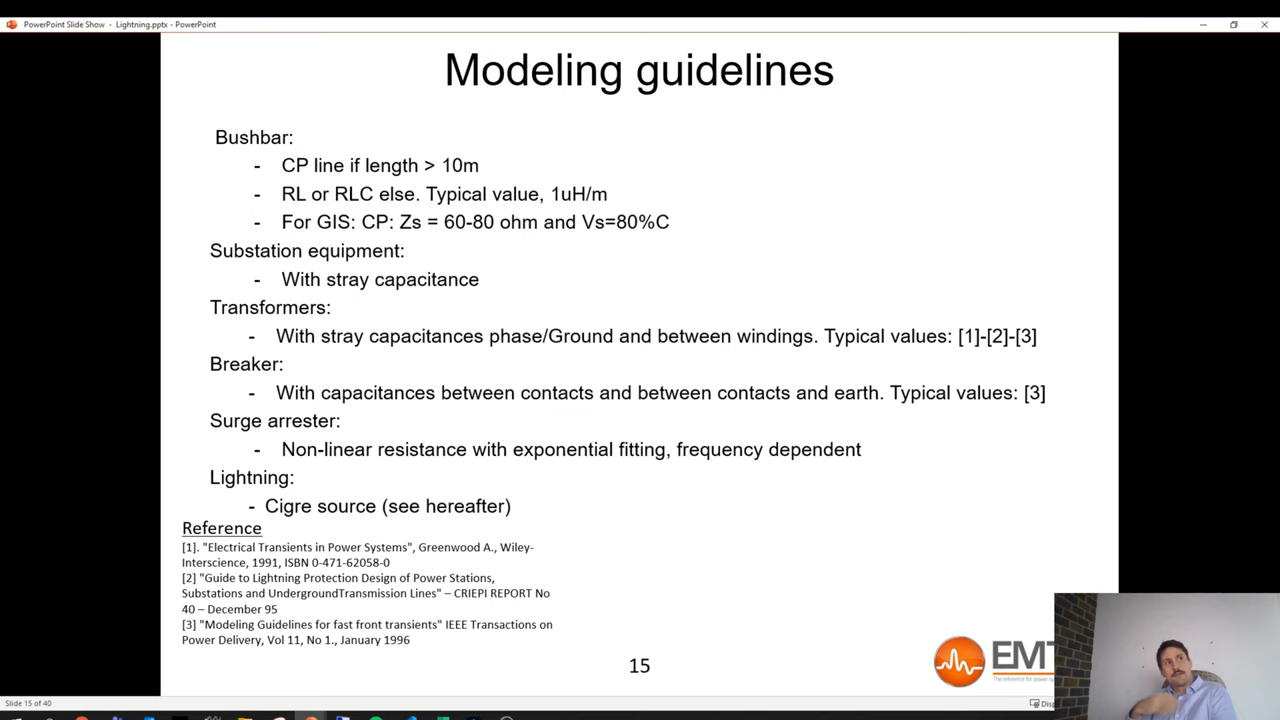 PowerPoint Slide Show - Lightning.pptx - PowerPoint
Modeling guidelines
Bushbar:
- CP line if length > 10m
- RL or RLC else. Typical value, 1uH/m
- For GIS: CP: Zs = 60-80 ohm and Vs=80%C
Substation equipment:
- With stray capacitance
Transformers:
- With stray capacitances phase/Ground and between windings. Typical values: [1]-[2]-[3]
Breaker:
- With capacitances between contacts and between contacts and earth. Typical values: [3]
Surge arrester:
- Non-linear resistance with exponential fitting, frequency dependent
Lightning:
- Cigre source (see hereafter)
Reference
[1]. "Electrical Transients in Power Systems", Greenwood A., Wiley-
Interscience, 1991, ISBN 0-471-62058-0
[2] "Guide to Lightning Protection Design of Power Stations,
Substations and UndergroundTransmission Lines" – CRIEPI REPORT No
40 – December 95
[3] "Modeling Guidelines for fast front transients" IEEE Transactions on
Power Delivery, Vol 11, No 1., January 1996
15
EMT
The reference for power
Slide 15 of 40